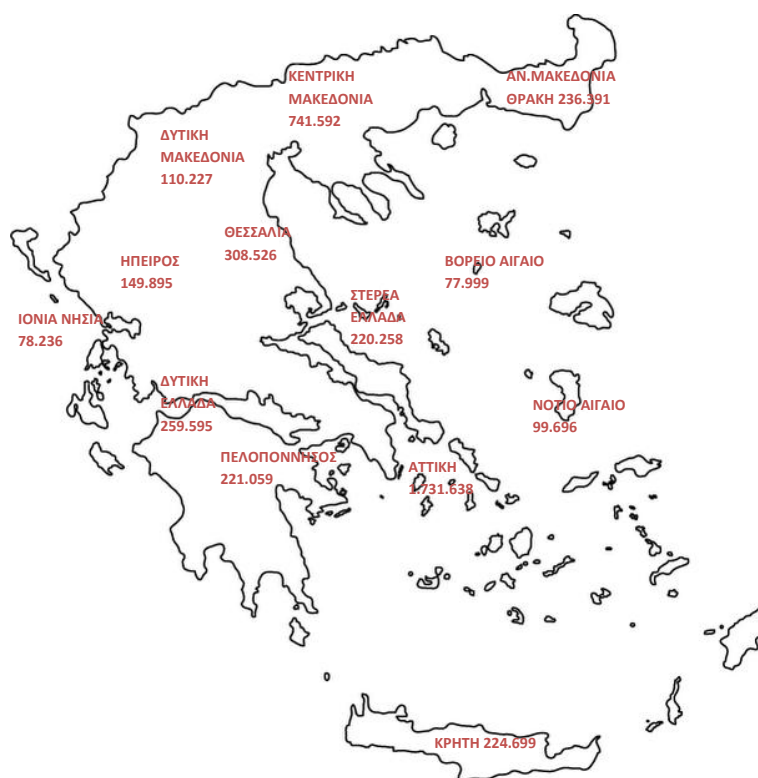 ΚΕΝΤΡΙΚΗ
ΜΑΚΕΔΟΝΙΑ
741.592
ΑΝ.ΜΑΚΕΔΟΝΙΑ
ΘΡΑΚΗ 236.391
ΔΥΤΙΚΗ
ΜΑΚΕΔΟΝΙΑ
110.227
ΘΕΣΣΑΛΙΑ
308.526
ΗΠΕΙΡΟΣ
149.895
ΒΟΡΕΙΟ ΑΙΓΑΙΟ
77.999
ΣΤΕΡΕΑ
ΕΛΛΑΔΑ
220.258
ΙΟΝΙΑ ΝΗΣΙΑ
78.236
ΔΥΤΙΚΗ
ΕΛΛΑΔΑ
259.595
ΝΟΤΙΟ ΑΙΓΑΙΟ
99.696
ΠΕΛΟΠΟΝΝΗΣΟΣ
221.059
ΑΤΤΙΚΗ
1.731.638
ΚΡΗΤΗ 224.699